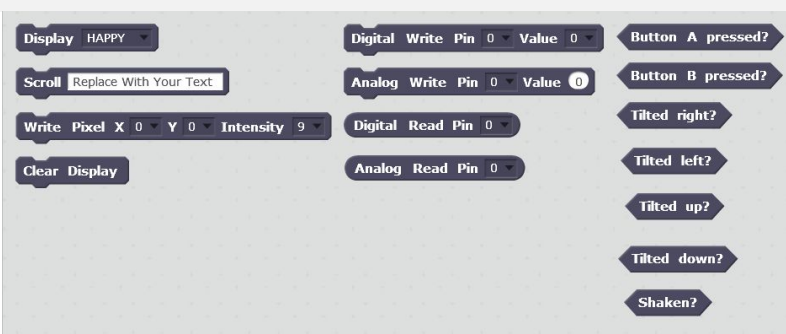 Display HAPPY
Scroll Replace With Your Text
Write Pixel X 0 Y 0 Intensity 9
Clear Display
Digital Write Pin 0 Value 0
Analog Write Pin 0 Value 0
Digital Read Pin 0
Analog Read Pin 0
Button A pressed?
Button B pressed?
Tilted right?
Tilted left?
Tilted up?
Tilted down?
Shaken?